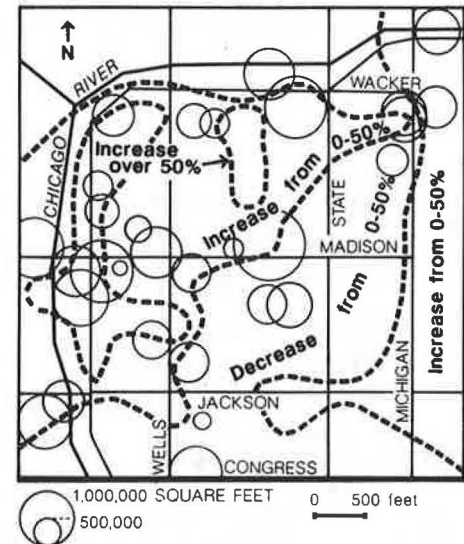 N
RIVER
WACKER
CHICAGO
Increase
over 50%
Increase from 0-50%
STATE
0-50%
MADISON
Decrease from
Increase from 0-50%
MICHIGAN
JACKSON
WELLS
CONGRESS
1,000,000 SQUARE FEET
500,000
0 500 feet